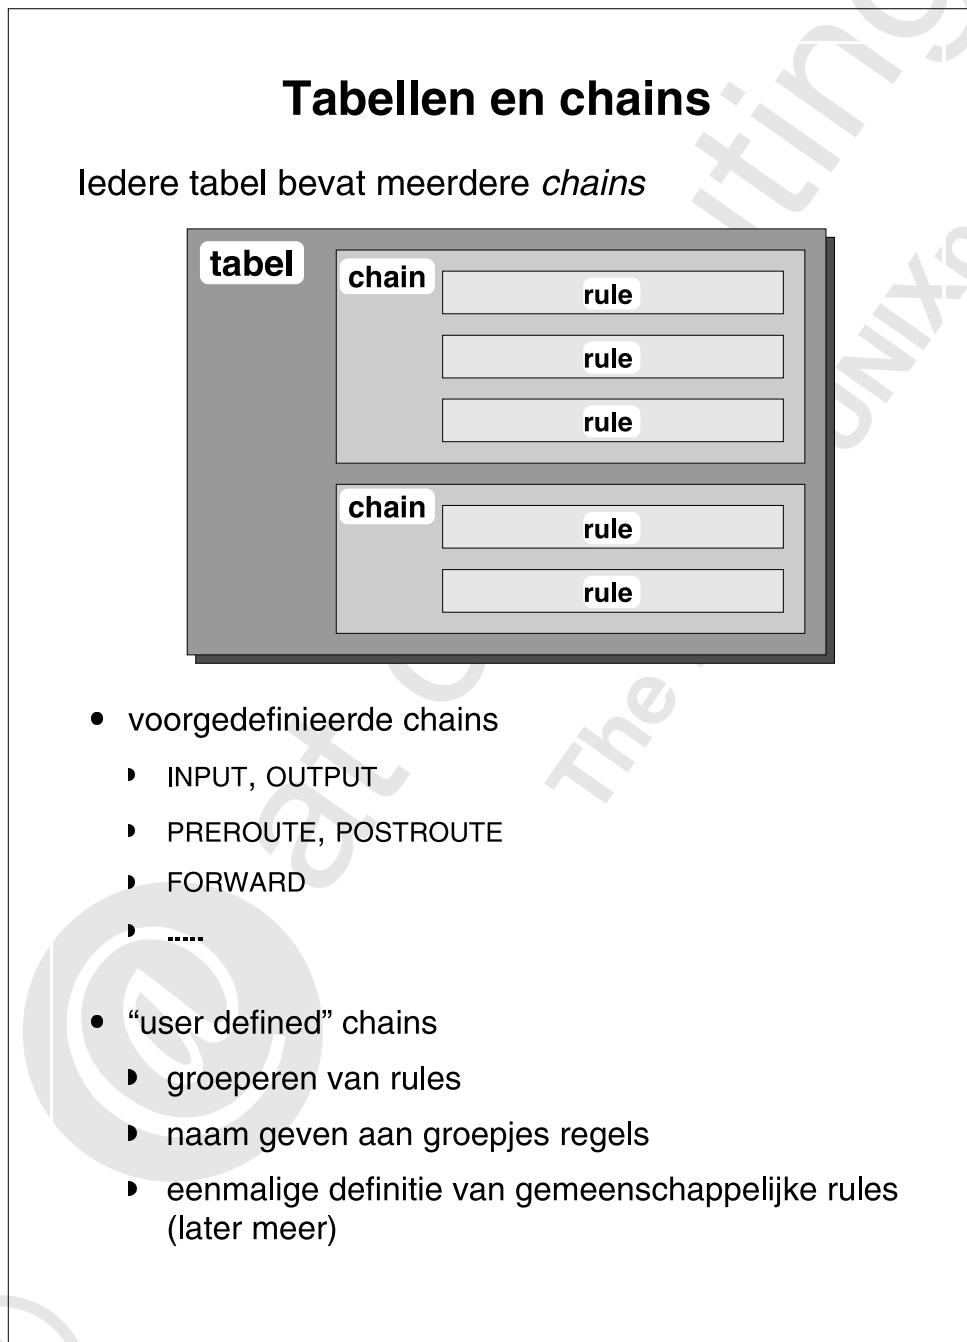 Tabellen en chains
Iedere tabel bevat meerdere chains
tabel
chain
rule
rule
rule
chain
rule
rule
• voorgedefinieerde chains
◗ INPUT, OUTPUT
◗ PREROUTE, POSTROUTE
◗ FORWARD
◗ .....
• “user defined” chains
◗ groeperen van rules
◗ naam geven aan groepjes regels
◗ eenmalige definitie van gemeenschappelijke rules
(later meer)
@ at
The